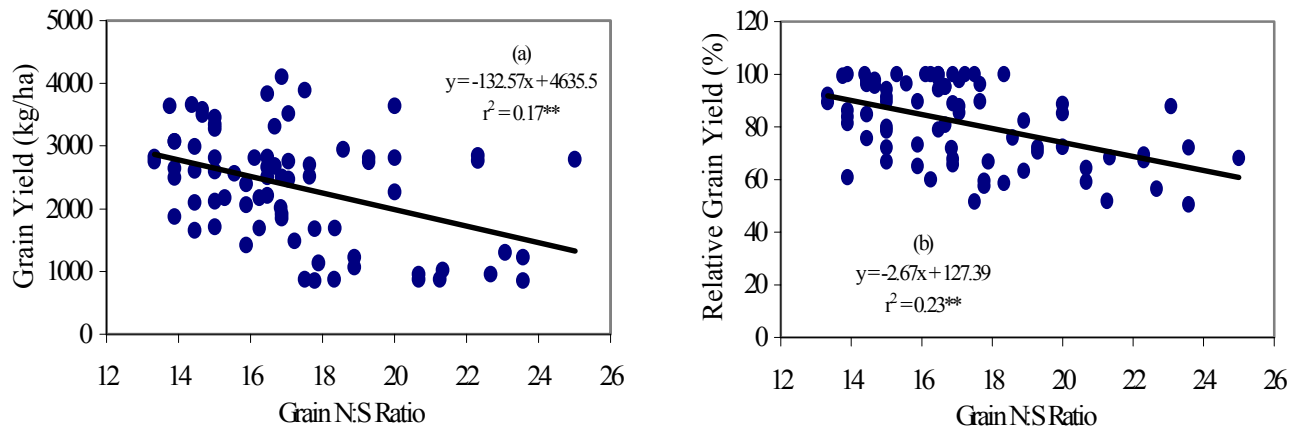 5000
4000
3000
2000
1000
0
Grain Yield (kg/ha)
(a)
y = -132.57x + 4635.5
r² = 0.17**
12 14 16 18 20 22 24 26
Grain N:S Ratio
120
100
80
60
40
20
0
Relative Grain Yield (%)
(b)
y = -2.67x + 127.39
r² = 0.23**
12 14 16 18 20 22 24 26
Grain N:S Ratio